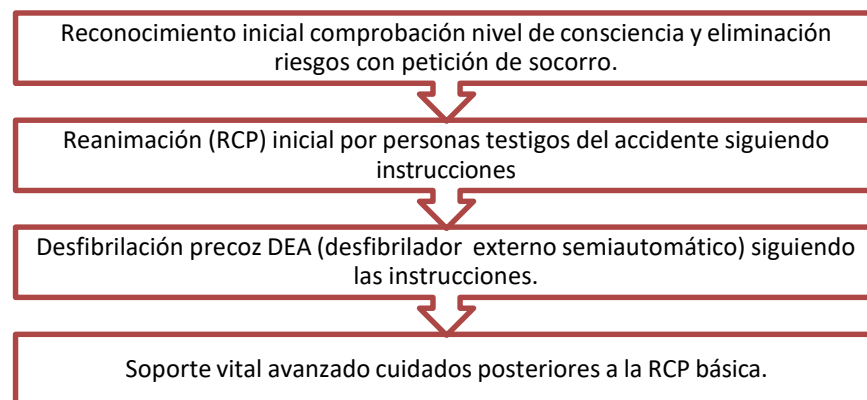 Reconocimiento inicial comprobación nivel de consciencia y eliminación
riesgos con petición de socorro.
Reanimación (RCP) inicial por personas testigos del accidente siguiendo
instrucciones
Desfibrilación precoz DEA (desfibrilador externo semiautomático) siguiendo
las instrucciones.
Soporte vital avanzado cuidados posteriores a la RCP básica.